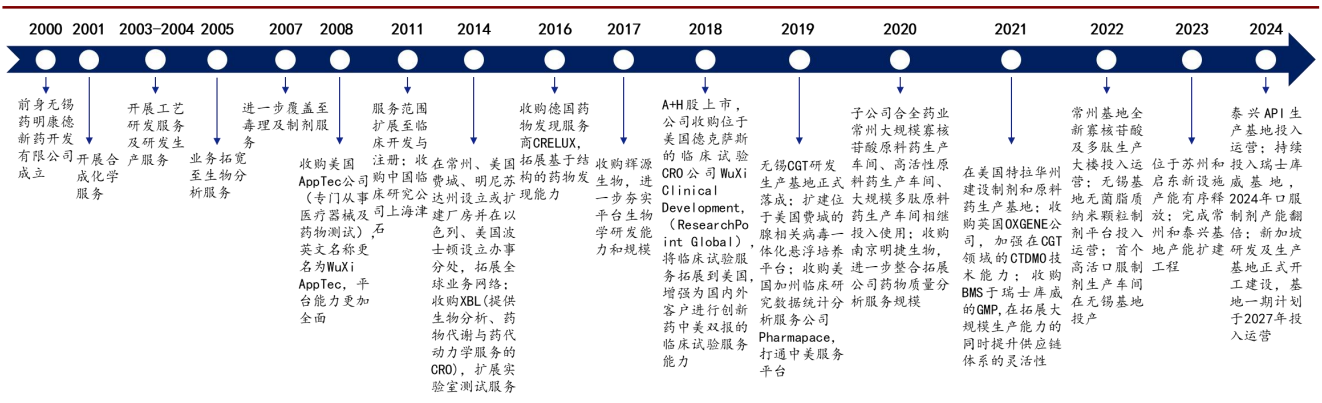 2000
前身无锡
药明康德
新药开发
有限公司
成立
2001
开展合
成化学
服务
2003-2004
开展工艺
研发服务
及研发生
产服务
2005
业务拓宽
至生物分
析服务
2007
进一步覆盖至
毒理及制剂服
务
2008
收购美国
AppTec公司
（专门从事
医疗器械及
药物测试），
英文名称更
名为WuXi
AppTec，平
台能力更加
全面
2011
服务范围
扩展至临
床开发与
注册；收
购中国临
床研究公
司上海津
石
2014
在常州、美国
费城、明尼苏
达州设立或扩
建厂房并在以
色列、美国波
士顿设立办事
分处，拓展全
球业务网络；
收购XBL(提供
生物分析、药
物代谢与药代
动力学服务的
CRO)，扩展实
验室测试服务
2016
收购德国药
物发现服务
商CRELUX，
拓展基于结
构的药物发
现能力
2017
收购辉源
生物，进
一步夯实
平台生物
学研发能
力和规模
2018
A+H股上市，
公司收购位于
美国德克萨斯
的临床试验
CRO公司WuXi
Clinical
Development，
（ResearchPo
int Global），
将临床试验服
务拓展到美国，
增强为国内外
客户进行创新
药中美双报的
临床试验服务
能力
2019
无锡CGT研发
生产基地正式
落成；扩建位
于美国费城的
腺相关病毒一
体化悬浮培养
平台；收购美
国加州临床研
究数据统计分
析服务公司
Pharmapace，
打通中美服务
平台
2020
子公司合全药业
常州大规模寡核
苷酸原料药生产
车间、高活性原
料药生产车间、
大规模多肽原料
药生产车间相继
投入使用；收购
南京明捷生物，
进一步整合拓展
公司药物质量分
析服务规模
2021
在美国特拉华州
建设制剂和原料
药生产基地；收
购英国OXGENE公
司，加强在CGT
领域的CTDMO技
术能力；收购
BMS于瑞士库威
的GMP，在拓展大
规模生产能力的
同时提升供应链
体系的灵活性
2022
常州基地全
新寡核苷酸
及多肽生产
大楼投入运
营；无锡基
地无菌脂质
纳米颗粒制
剂平台投入
运营；首个
高活口服制
剂生产车间
在无锡基地
投产
2023
位于苏州和
启东新设施
产能有序释
放；完成常
州和泰兴基
地产能扩建
工程
2024
泰兴API生
产基地投入
运营；持续
投入瑞士库
威基地，
2024年口服
制剂产能翻
倍；新加坡
研发及生产
基地正式开
工建设，基
地一期计划
于2027年投
入运营